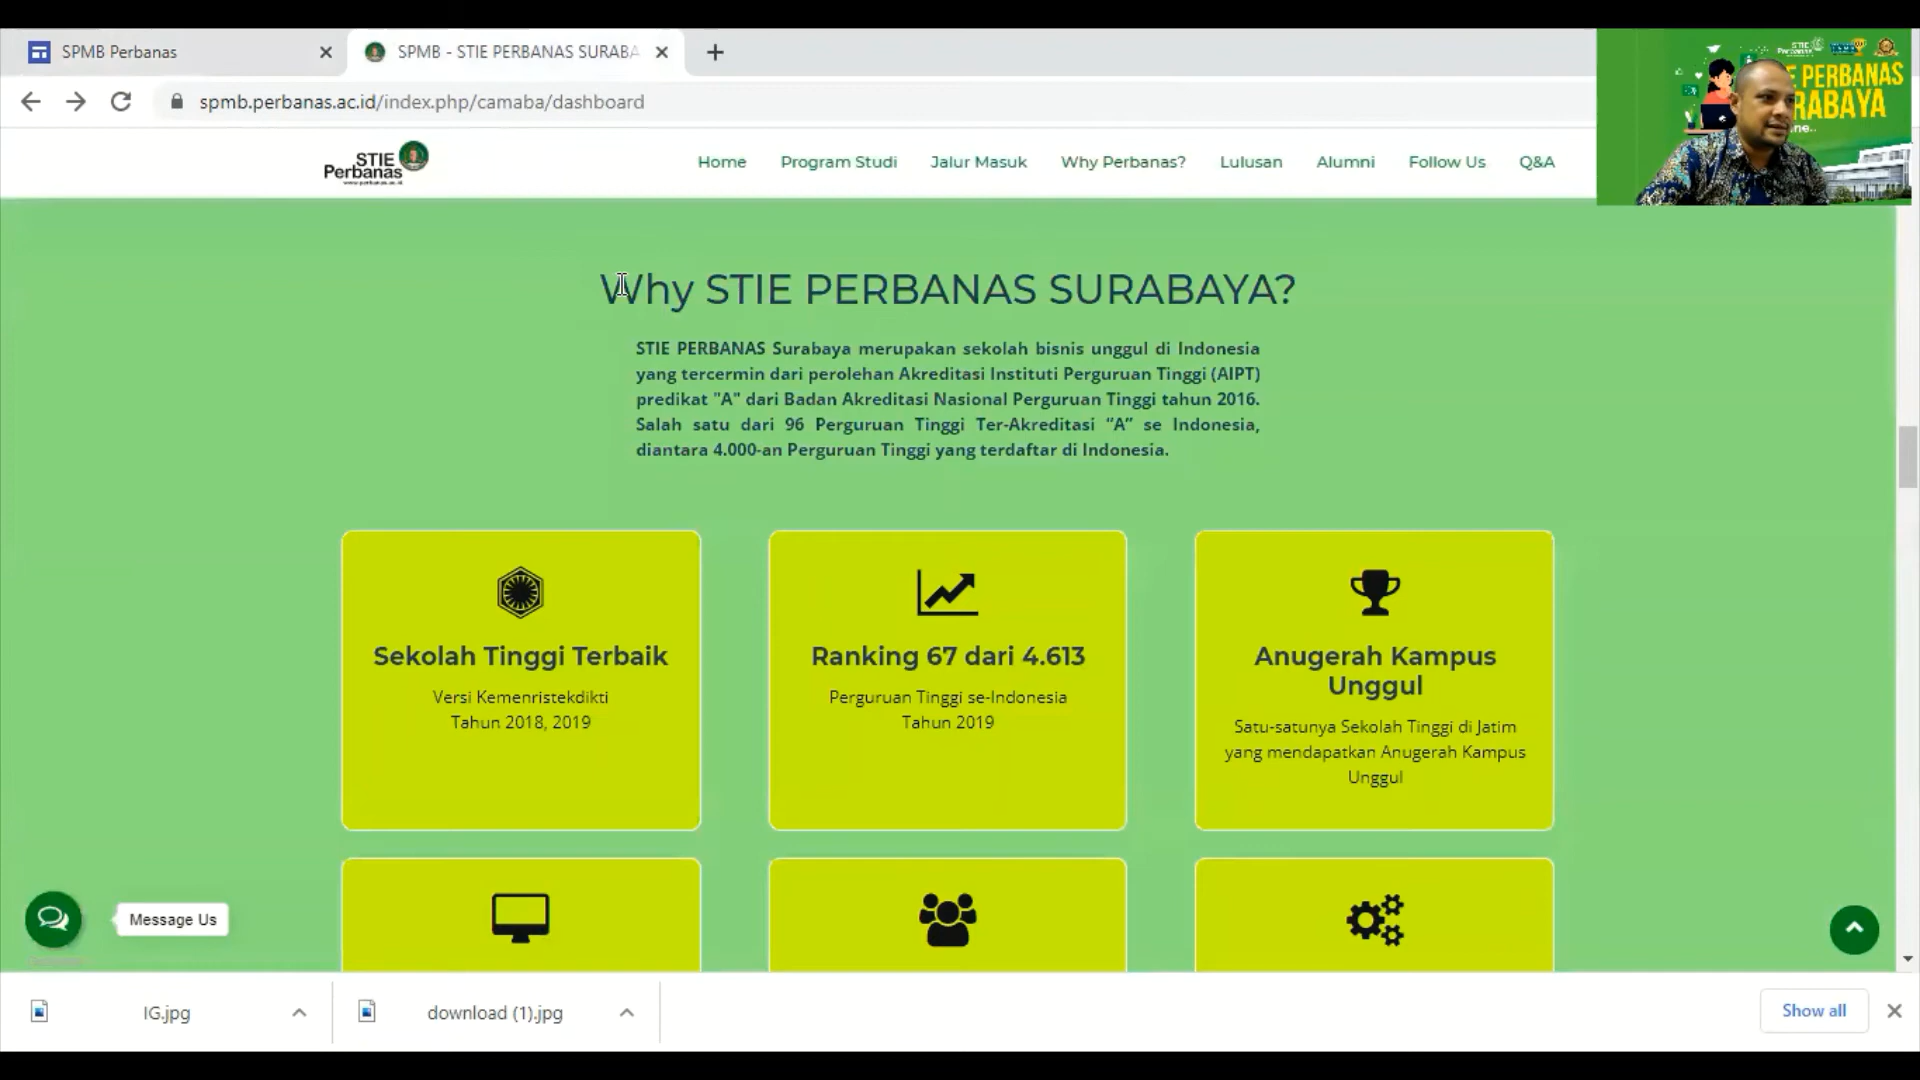 SPMB Perbanas
SPMB - STIE PERBANAS SURABA
spmb.perbanas.ac.id/index.php/camaba/dashboard
STIE
Perbanas
www.perbanas.ac.id
Home
Program Studi
Jalur Masuk
Why Perbanas?
Lulusan
Alumni
Follow Us
Q&A
STIE
E PERBANAS
RABAYA
ne..
Why STIE PERBANAS SURABAYA?
STIE PERBANAS Surabaya merupakan sekolah bisnis unggul di Indonesia
yang tercermin dari perolehan Akreditasi Instituti Perguruan Tinggi (AIPT)
predikat "A" dari Badan Akreditasi Nasional Perguruan Tinggi tahun 2016.
Salah satu dari 96 Perguruan Tinggi Ter-Akreditasi “A” se Indonesia,
diantara 4.000-an Perguruan Tinggi yang terdaftar di Indonesia.
Sekolah Tinggi Terbaik
Versi Kemenristekdikti
Tahun 2018, 2019
Ranking 67 dari 4.613
Perguruan Tinggi se-Indonesia
Tahun 2019
Anugerah Kampus
Unggul
Satu-satunya Sekolah Tinggi di Jatim
yang mendapatkan Anugerah Kampus
Unggul
Message Us
IG.jpg
download (1).jpg
Show all